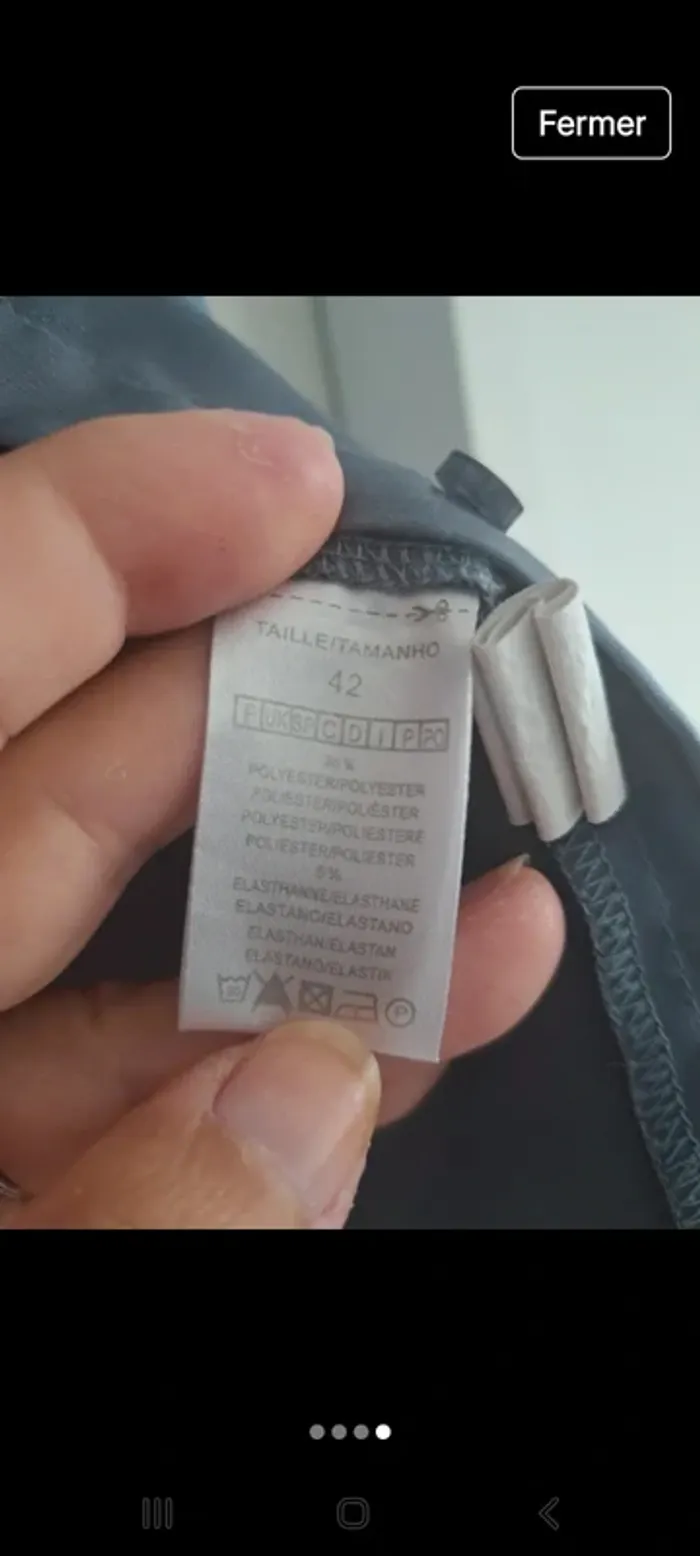 Fermer
TAILLE/TAMANHO
42
F UK SP C D I P PO
POLYESTER/POLYESTER
POLIESTER/POLIÉSTER
POLYESTER/POLIESTERE
POLIESTER/POLIESTER
5%
ELASTHANNE/ELASTHANE
ELASTANO/ELASTANO
ELASTHAN/ELASTAN
ELASTANO/ELASTIK
30
P